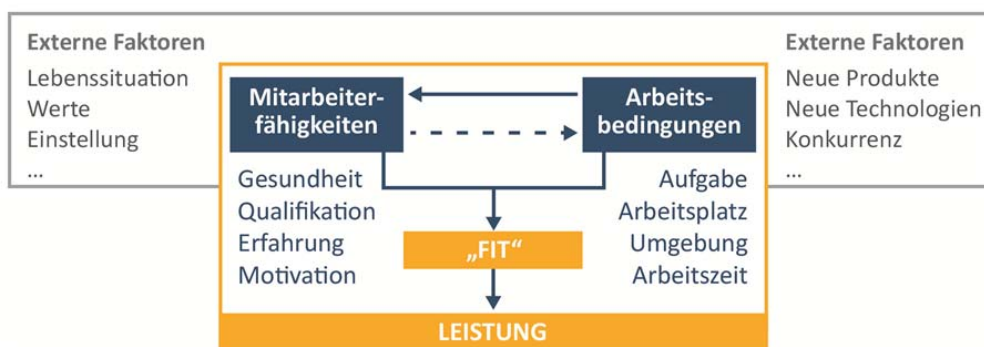 Externe Faktoren
Lebenssituation
Werte
Einstellung
...
Mitarbeiter-
fähigkeiten
Gesundheit
Qualifikation
Erfahrung
Motivation
Arbeits-
bedingungen
Aufgabe
Arbeitsplatz
Umgebung
Arbeitszeit
„FIT“
LEISTUNG
Externe Faktoren
Neue Produkte
Neue Technologien
Konkurrenz
...